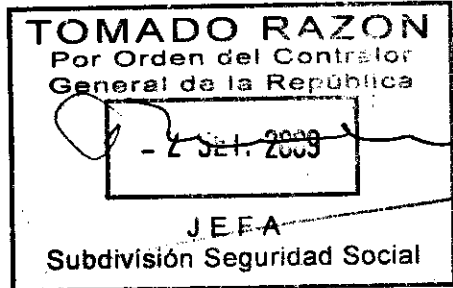 TOMADO RAZON
Por Orden del Contralor
General de la República
- 2 SET. 2009
JEFA
Subdivisión Seguridad Social